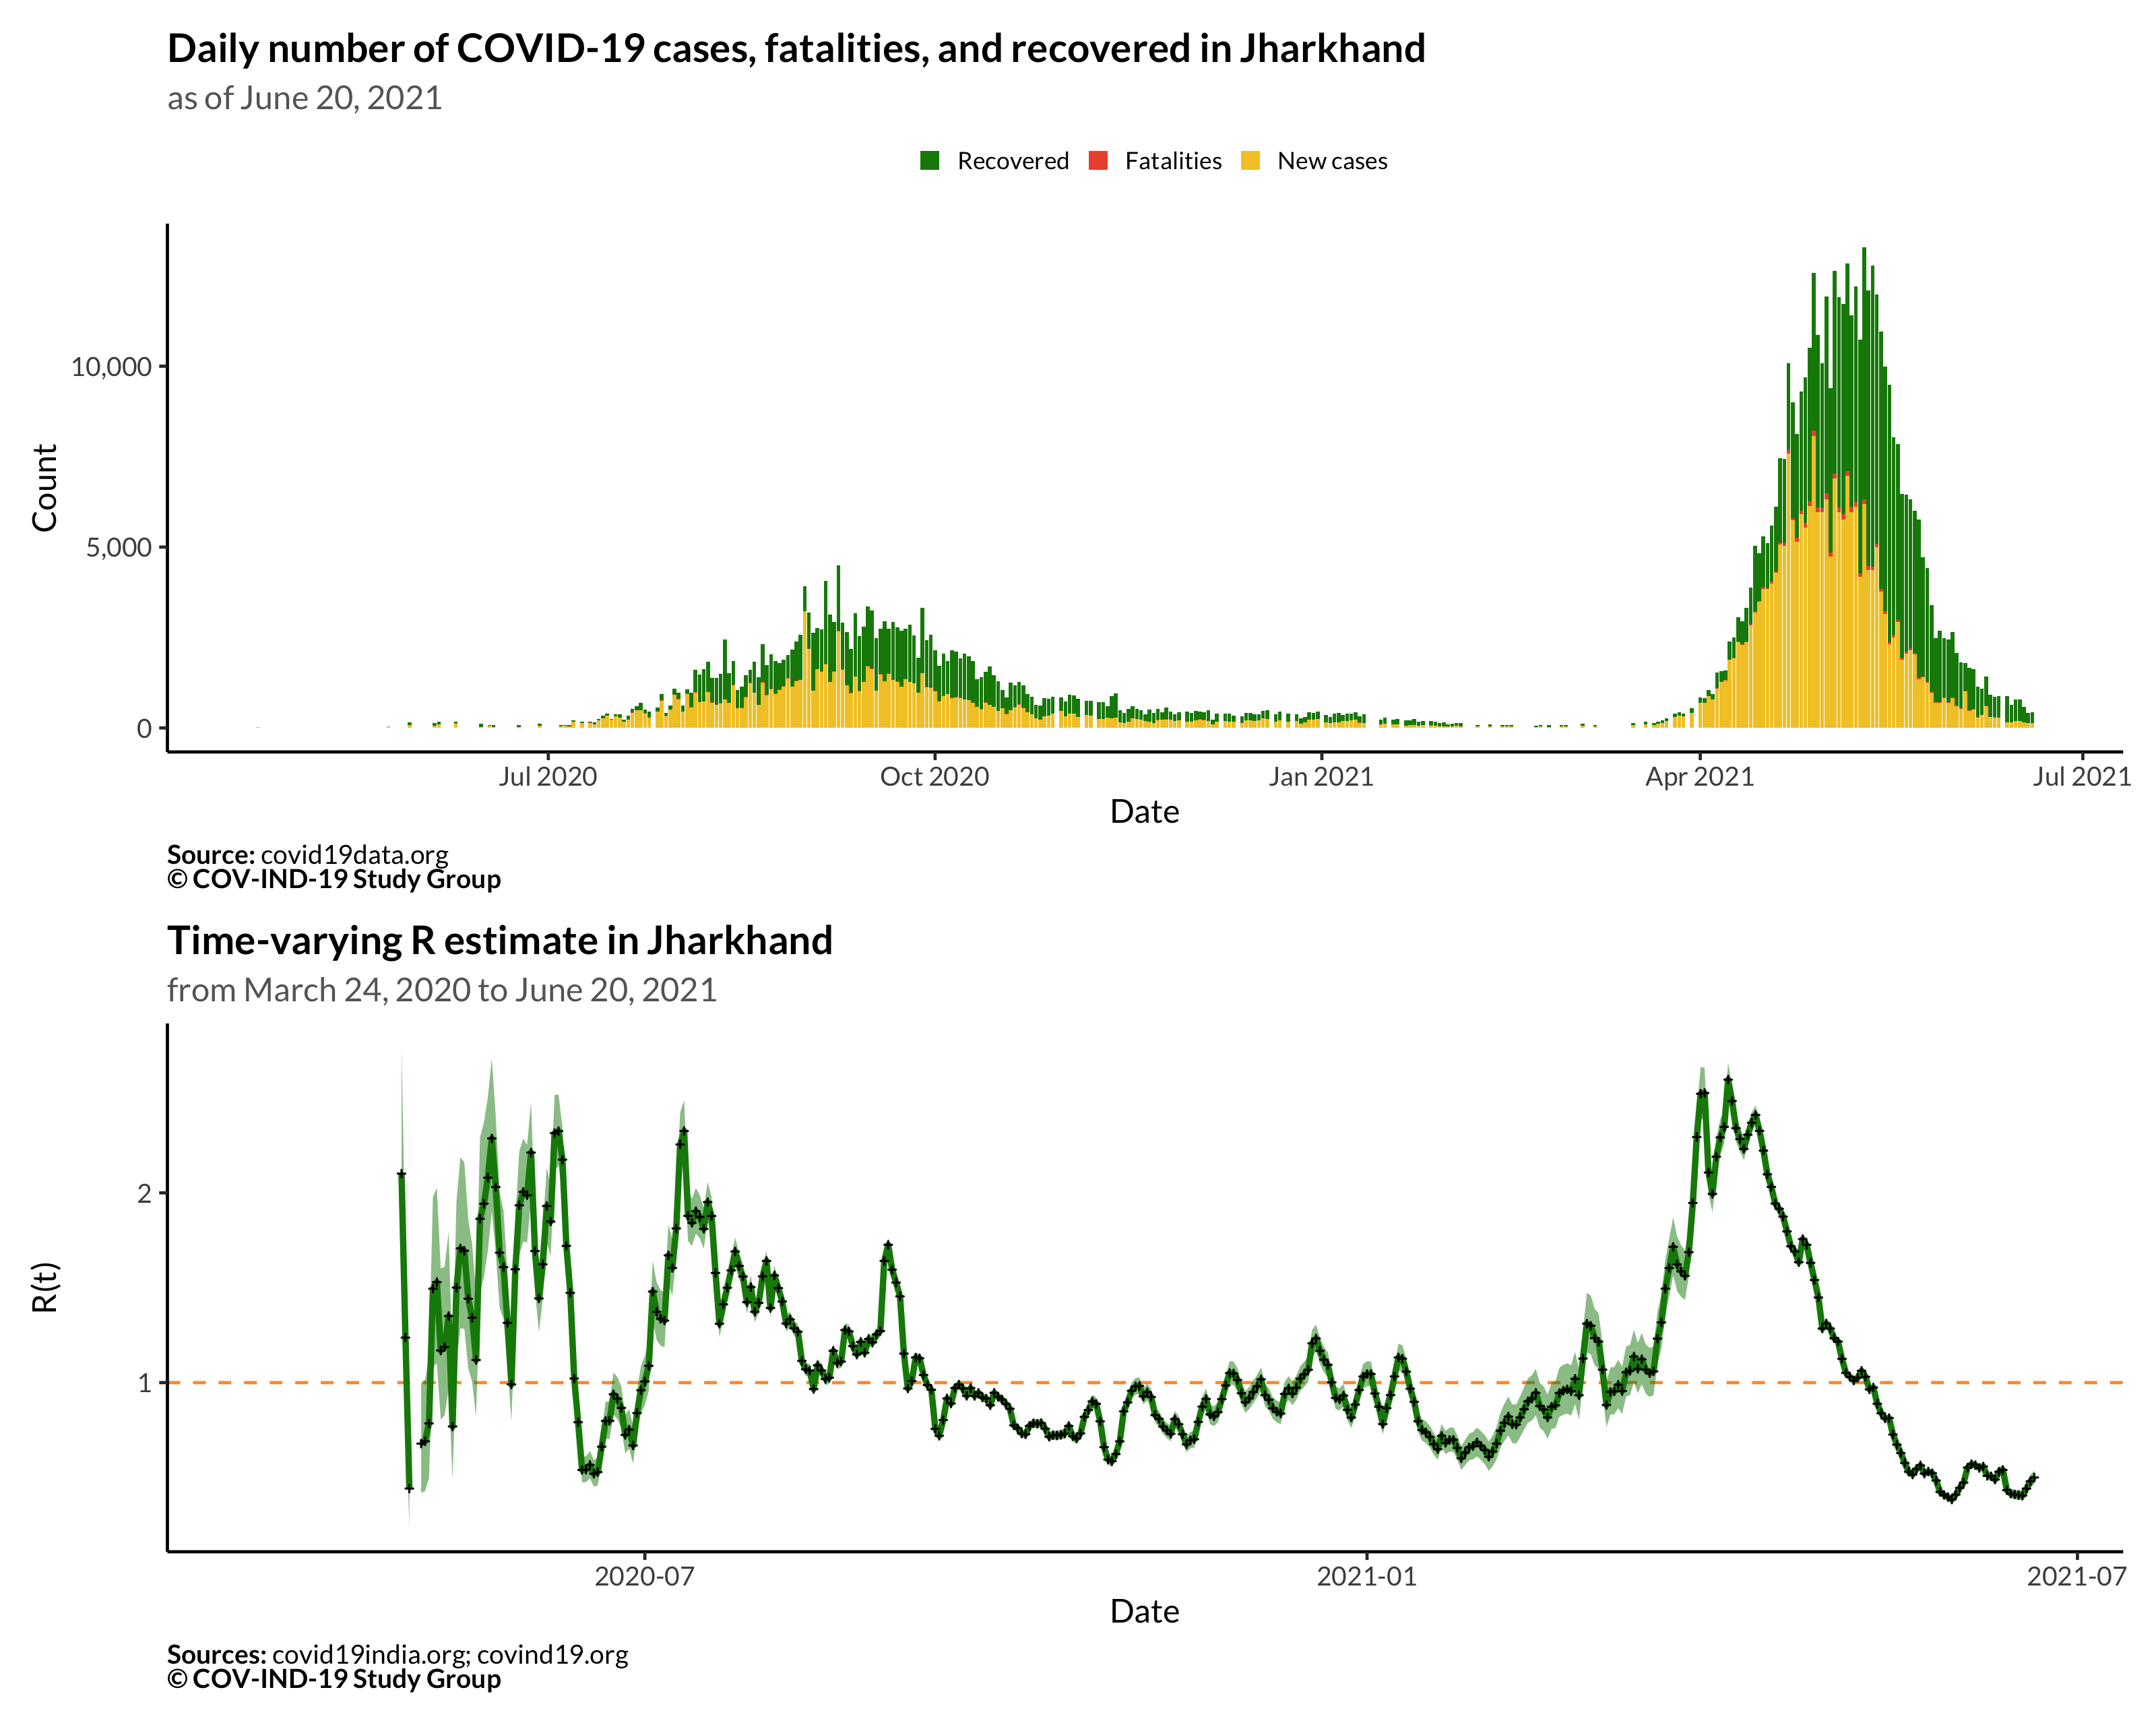 Daily number of COVID-19 cases, fatalities, and recovered in Jharkhand
as of June 20, 2021
Recovered Fatalities New cases
10,000
5,000
0
Count
Jul 2020 Oct 2020 Jan 2021 Apr 2021 Jul 2021
Date
Source: covid19data.org
© COV-IND-19 Study Group
Time-varying R estimate in Jharkhand
from March 24, 2020 to June 20, 2021
2
1
R(t)
2020-07 2021-01 2021-07
Date
Sources: covid19india.org; covind19.org
© COV-IND-19 Study Group